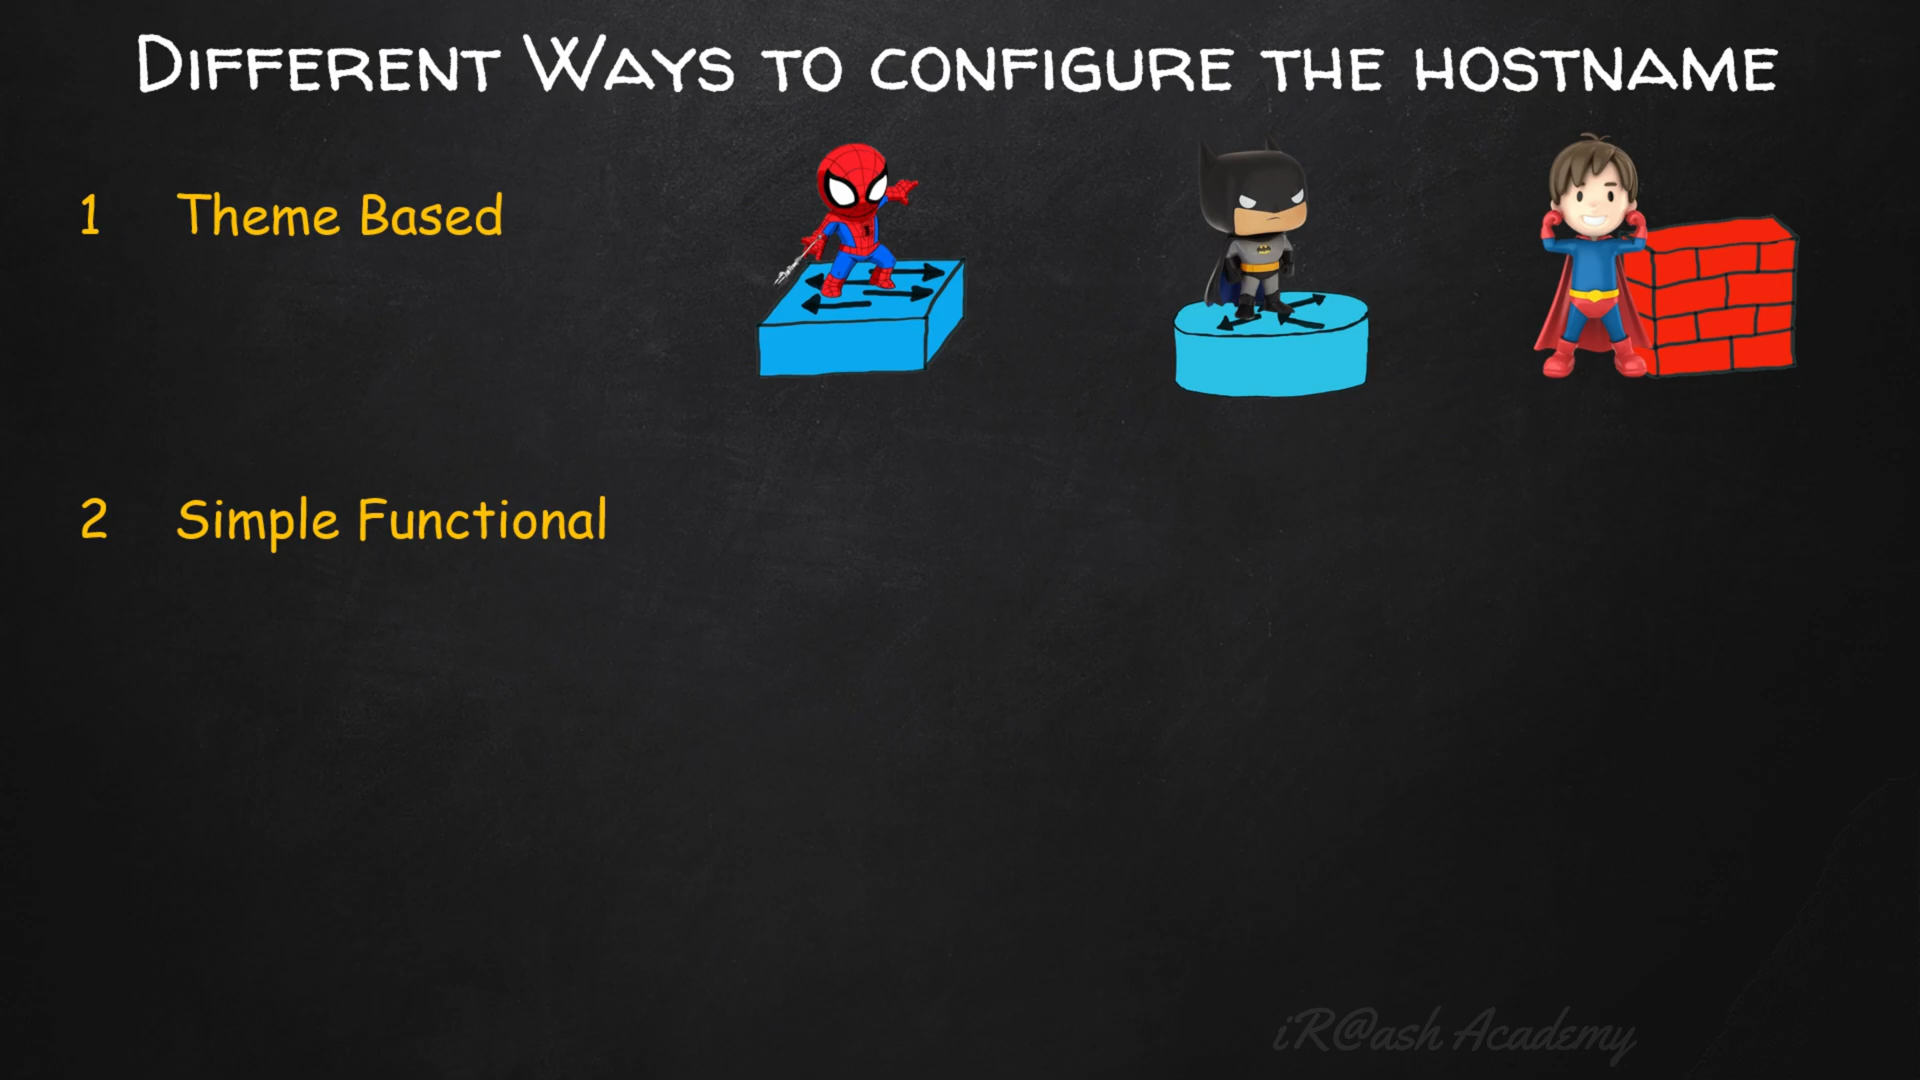 Different Ways to configure the hostname
1 Theme Based
2 Simple Functional
iR@ash Academy